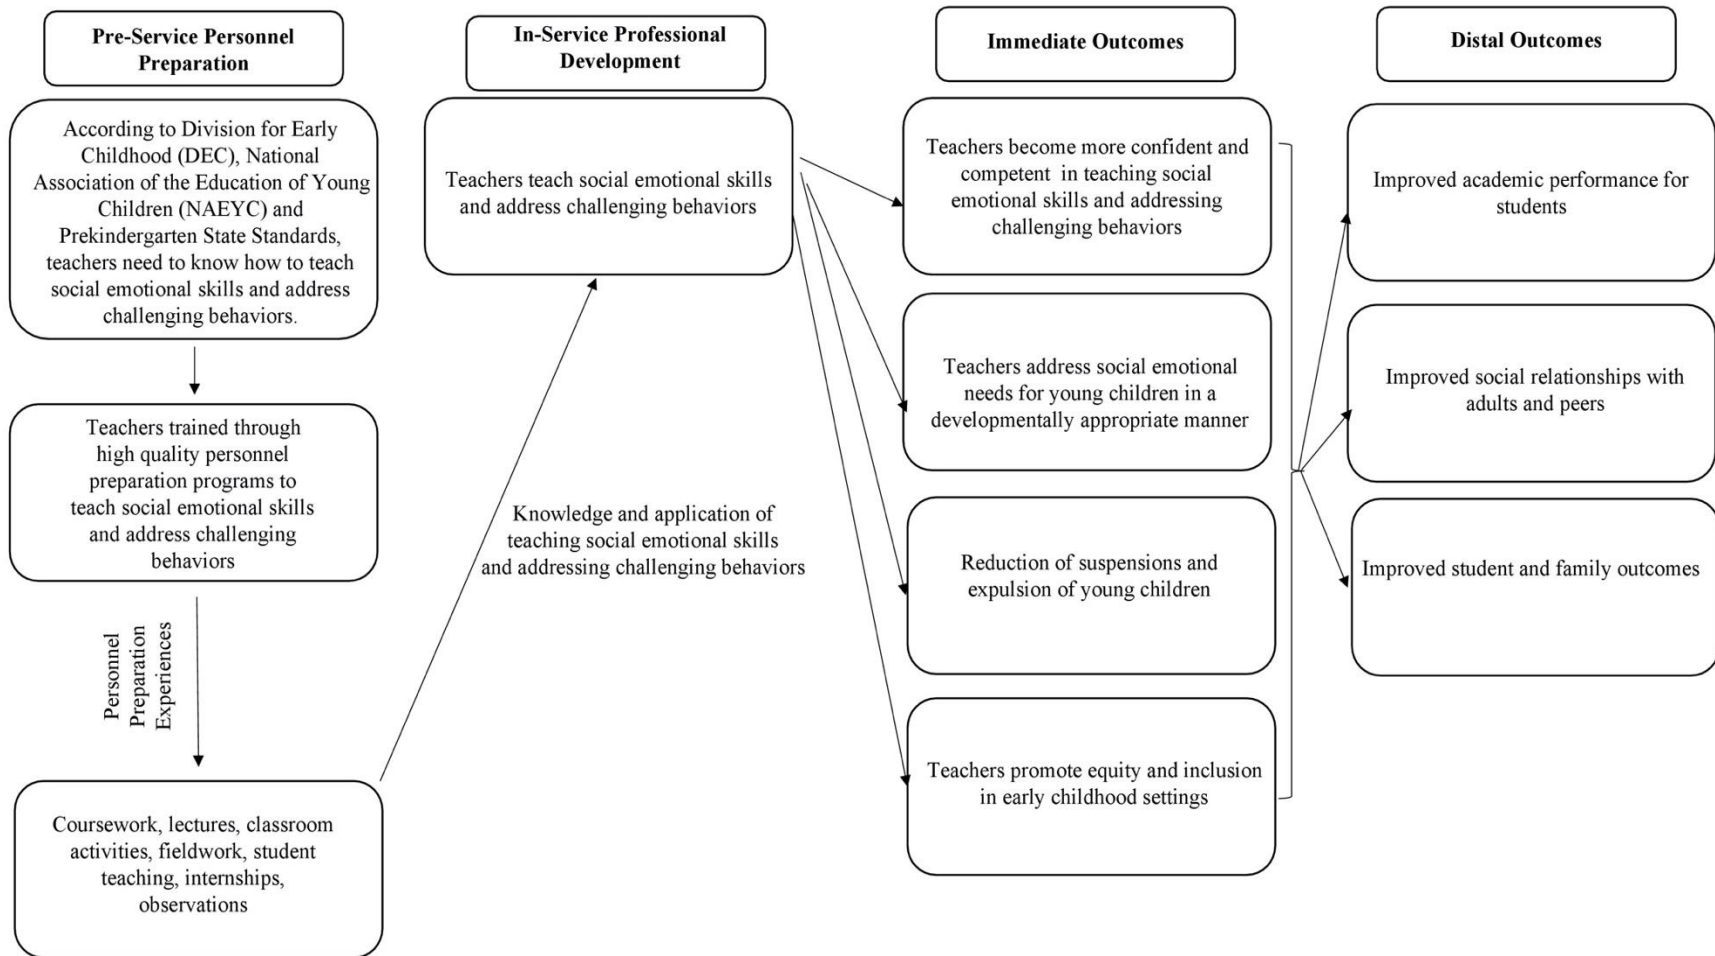 Pre-Service Personnel
Preparation
According to Division for Early
Childhood (DEC), National
Association of the Education of Young
Children (NAEYC) and
Prekindergarten State Standards,
teachers need to know how to teach
social emotional skills and address
challenging behaviors.
Teachers trained through
high quality personnel
preparation programs to
teach social emotional skills
and address challenging
behaviors
Personnel
Preparation
Experiences
Coursework, lectures, classroom
activities, fieldwork, student
teaching, internships,
observations
In-Service Professional
Development
Teachers teach social emotional skills
and address challenging behaviors
Knowledge and application of
teaching social emotional skills
and addressing challenging behaviors
Immediate Outcomes
Teachers become more confident and
competent in teaching social
emotional skills and addressing
challenging behaviors
Teachers address social emotional
needs for young children in a
developmentally appropriate manner
Reduction of suspensions and
expulsion of young children
Teachers promote equity and inclusion
in early childhood settings
Distal Outcomes
Improved academic performance for
students
Improved social relationships with
adults and peers
Improved student and family outcomes